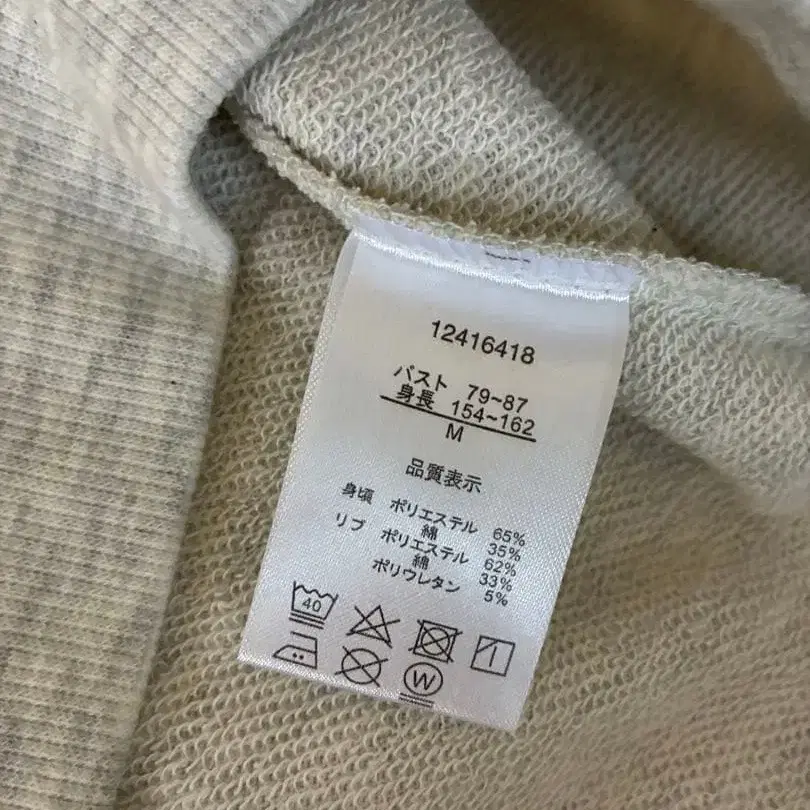 12416418
バスト 79~87
身長 154~162
M
品質表示
身頃 ポリエステル 65%
綿 35%
リブ ポリエステル 62%
綿 33%
ポリウレタン 5%
40
W